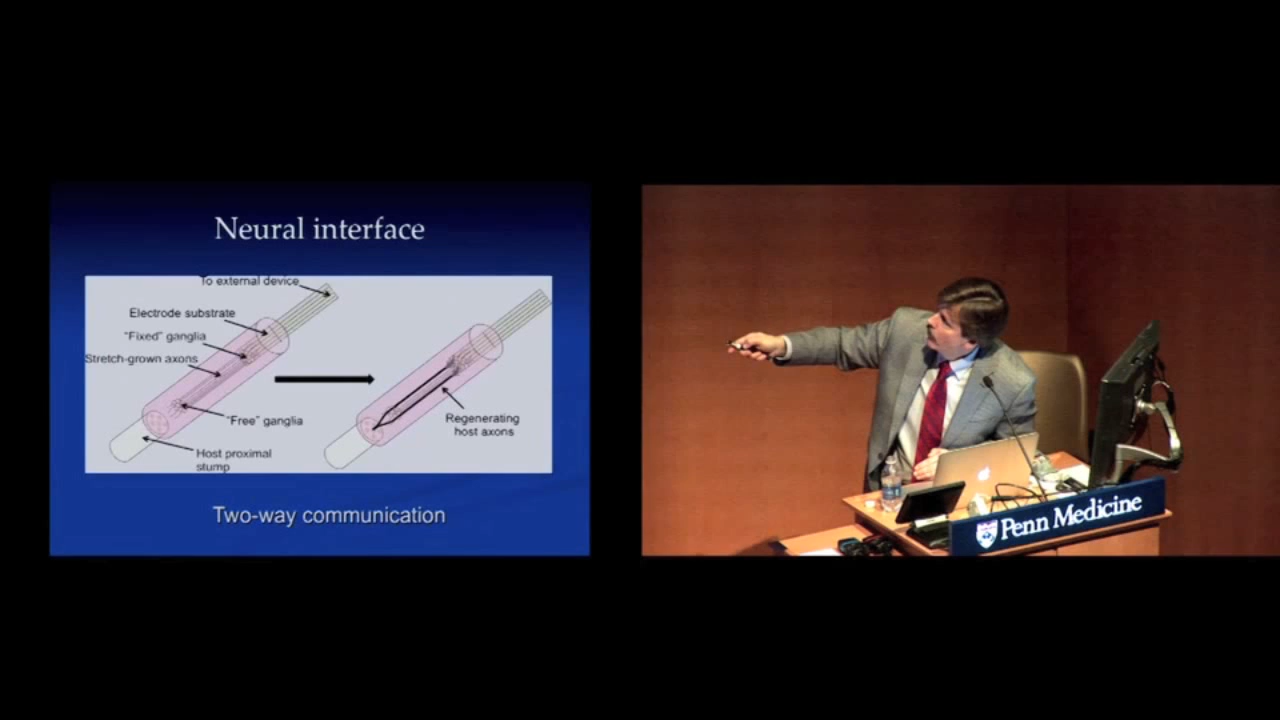 Neural interface
To external device
Electrode substrate
"Fixed" ganglia
Stretch-grown axons
"Free" ganglia
Host proximal
stump
Regenerating
host axons
Two-way communication
Penn Medicine